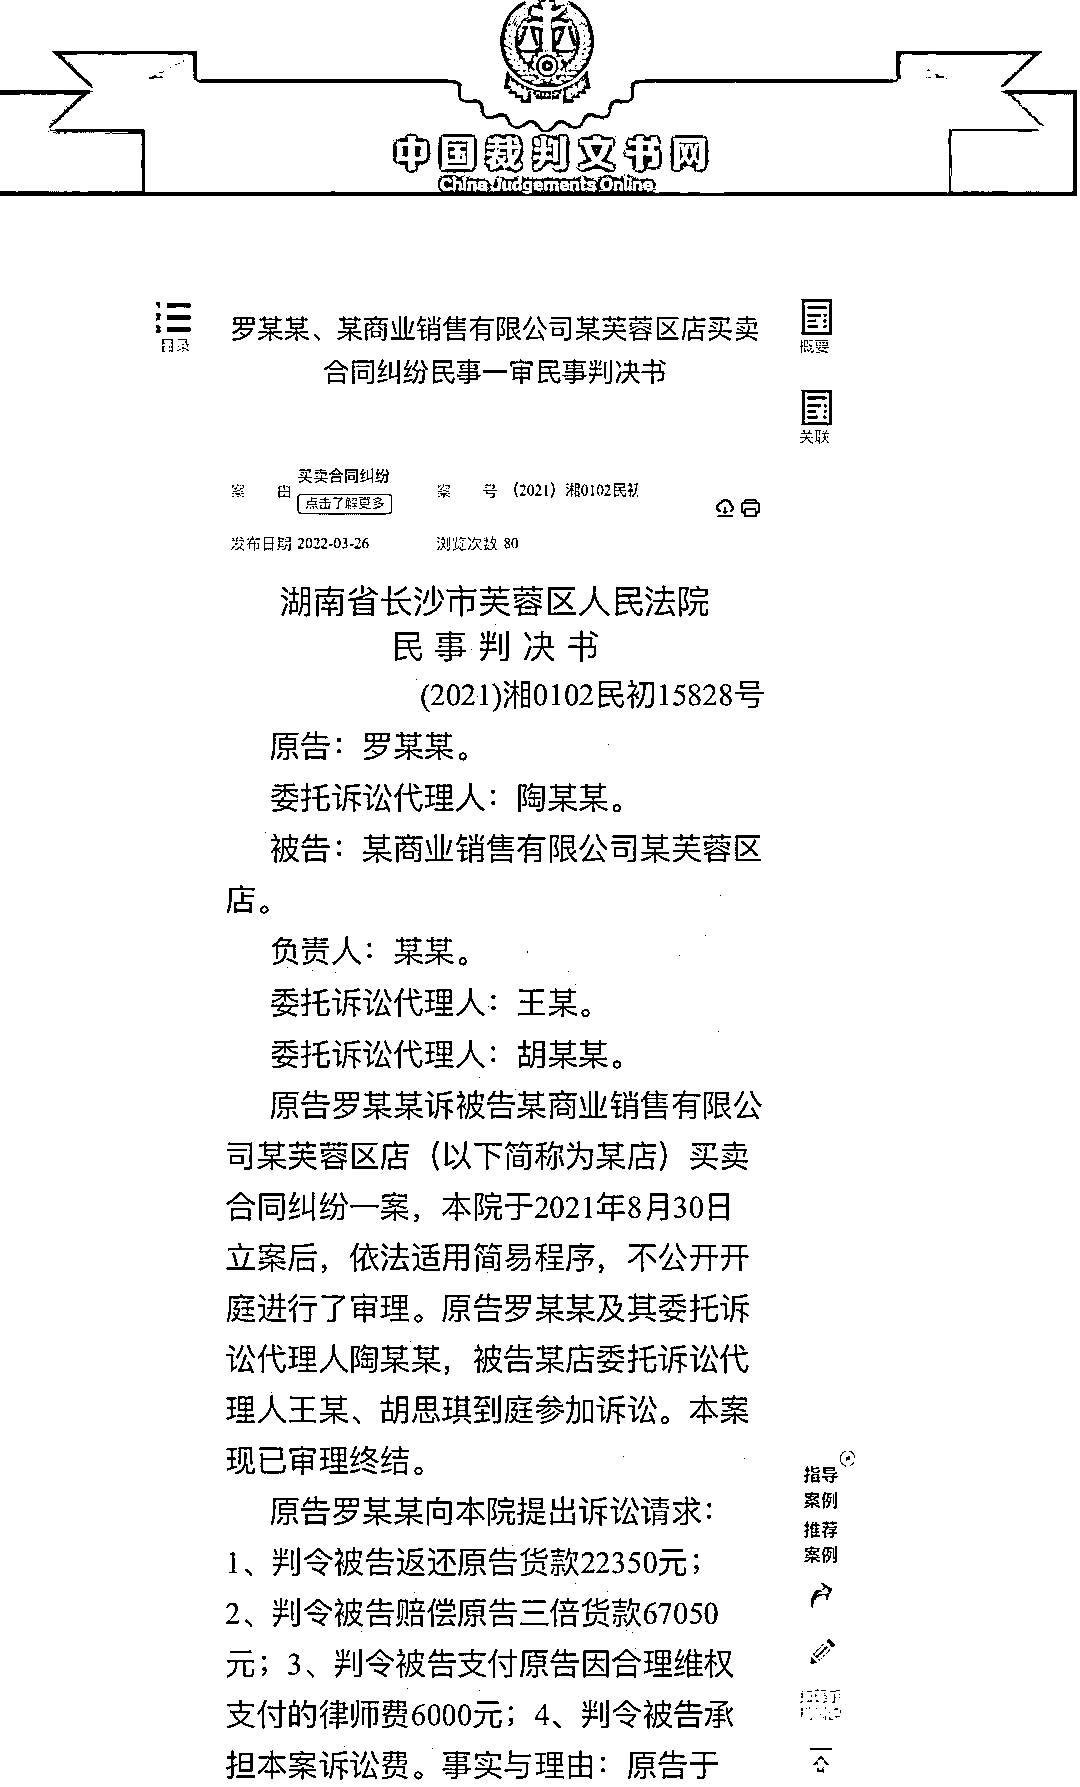 中国裁判文书网
China Judgements Online
目录
概要
关联
罗某某、某商业销售有限公司某芙蓉区店买卖
合同纠纷民事一审民事判决书
案 由 买卖合同纠纷 点击了解更多 案 号 （2021）湘0102民初
发布日期 2022-03-26 浏览次数 80
湖南省长沙市芙蓉区人民法院
民 事 判 决 书
(2021)湘0102民初15828号
原告：罗某某。
委托诉讼代理人：陶某某。
被告：某商业销售有限公司某芙蓉区
店。
负责人：某某。
委托诉讼代理人：王某。
委托诉讼代理人：胡某某。
原告罗某某诉被告某商业销售有限公
司某芙蓉区店（以下简称为某店）买卖
合同纠纷一案，本院于2021年8月30日
立案后，依法适用简易程序，不公开开
庭进行了审理。原告罗某某及其委托诉
讼代理人陶某某，被告某店委托诉讼代
理人王某、胡思琪到庭参加诉讼。本案
现已审理终结。
原告罗某某向本院提出诉讼请求：
1、判令被告返还原告货款22350元；
2、判令被告赔偿原告三倍货款67050
元；3、判令被告支付原告因合理维权
支付的律师费6000元；4、判令被告承
担本案诉讼费。事实与理由：原告于
指导
案例
推荐
案例